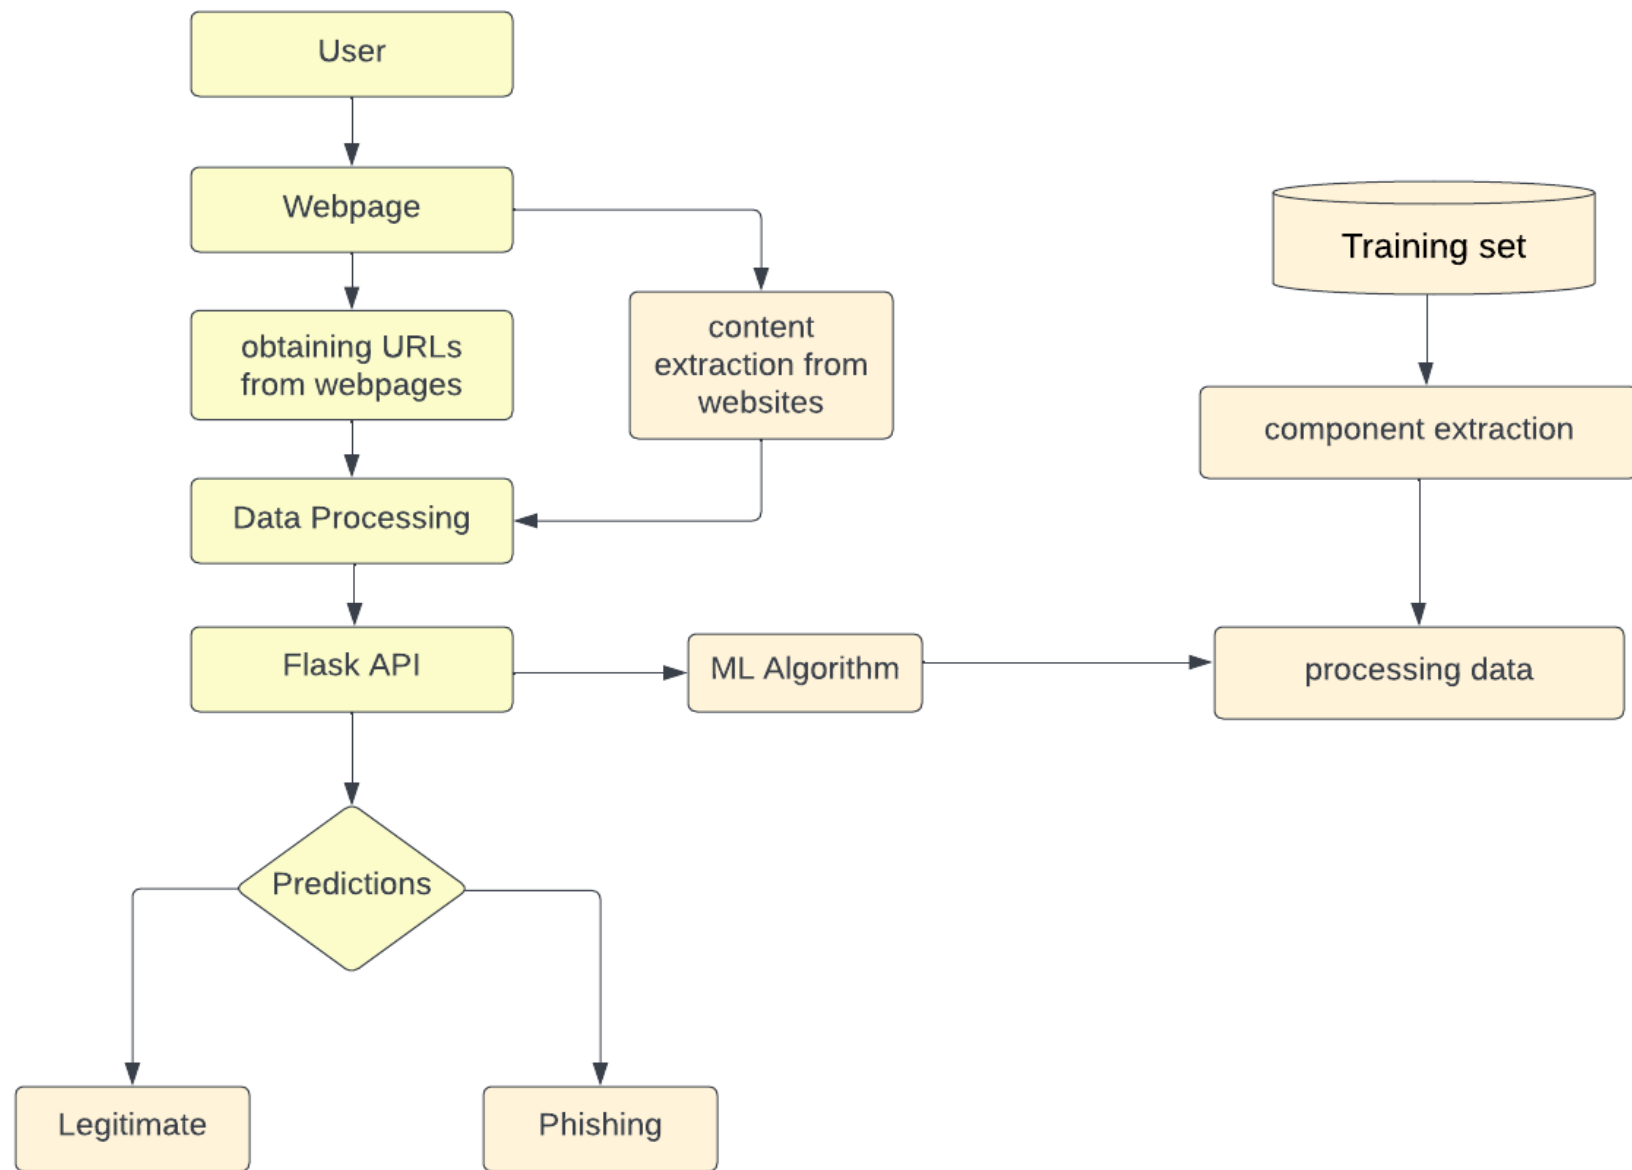 User
Webpage
obtaining URLs
from webpages
content
extraction from
websites
Data Processing
Flask API
ML Algorithm
Predictions
Legitimate
Phishing
Training set
component extraction
processing data